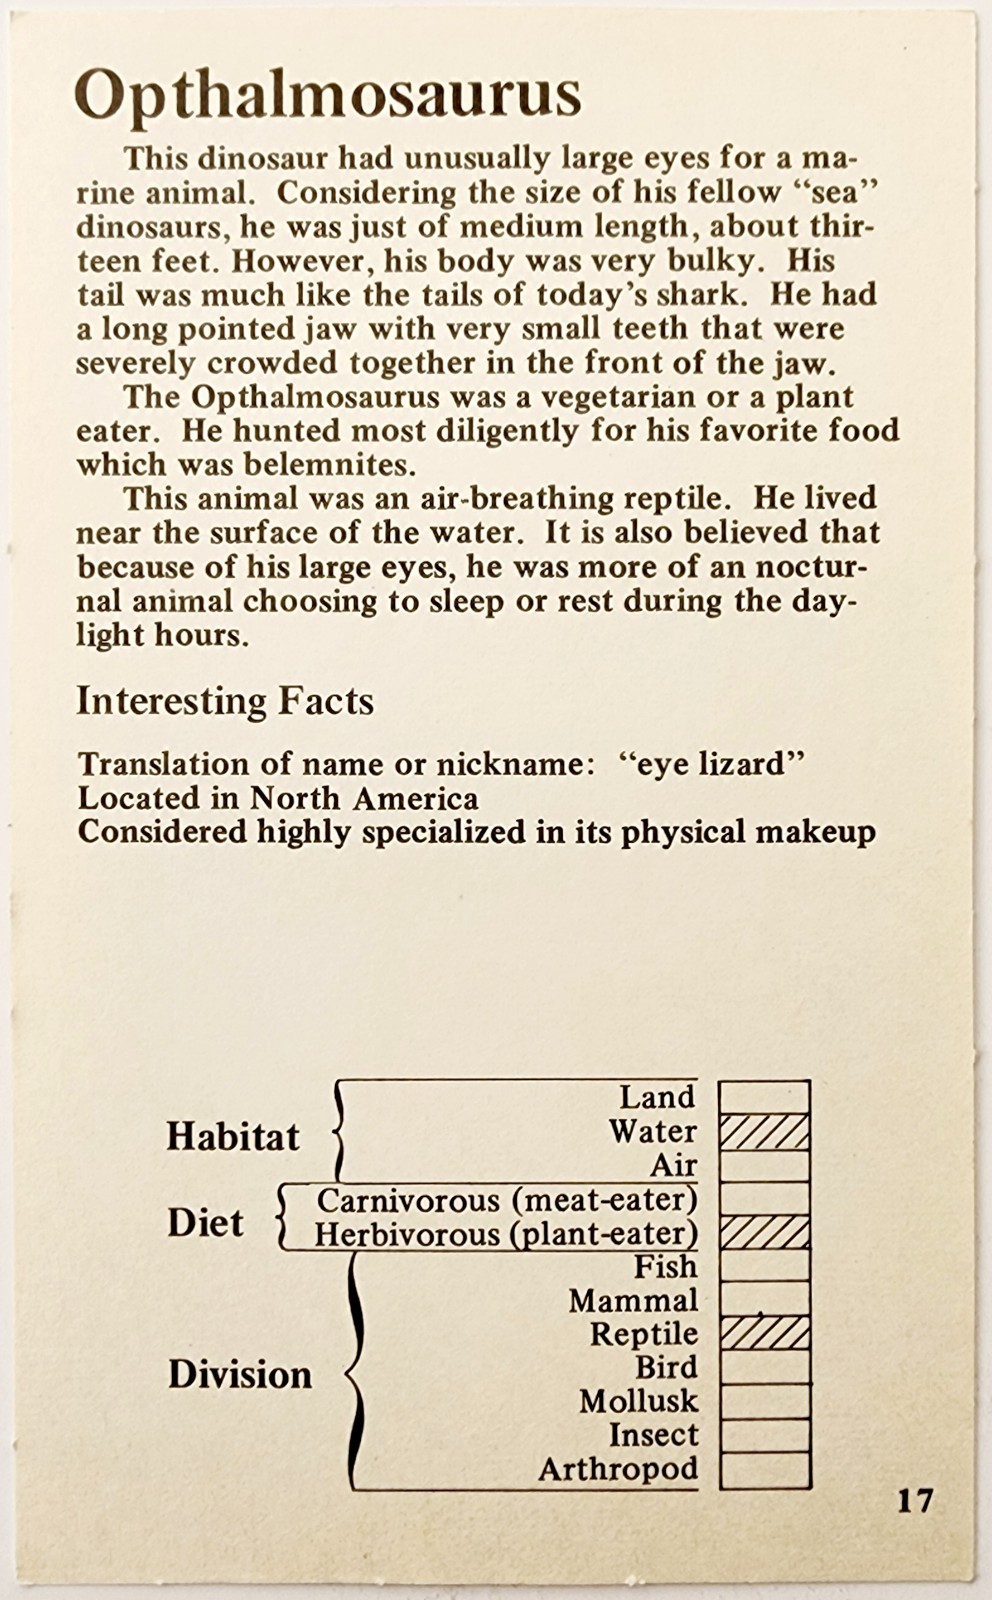 Opthalmosaurus
This dinosaur had unusually large eyes for a ma-
rine animal. Considering the size of his fellow “sea”
dinosaurs, he was just of medium length, about thir-
teen feet. However, his body was very bulky. His
tail was much like the tails of today’s shark. He had
a long pointed jaw with very small teeth that were
severely crowded together in the front of the jaw.
The Opthalmosaurus was a vegetarian or a plant
eater. He hunted most diligently for his favorite food
which was belemnites.
This animal was an air-breathing reptile. He lived
near the surface of the water. It is also believed that
because of his large eyes, he was more of an noctur-
nal animal choosing to sleep or rest during the day-
light hours.
Interesting Facts
Translation of name or nickname: “eye lizard”
Located in North America
Considered highly specialized in its physical makeup
Habitat
Land
Water
Air
Diet
Carnivorous (meat-eater)
Herbivorous (plant-eater)
Division
Fish
Mammal
Reptile
Bird
Mollusk
Insect
Arthropod
17